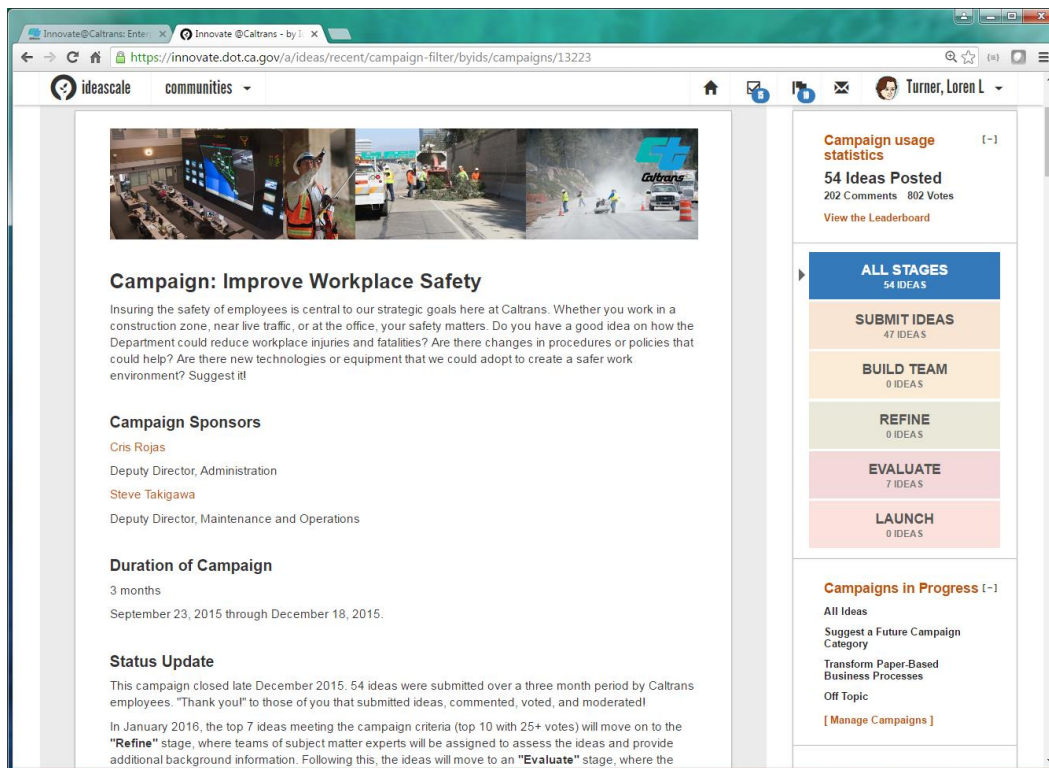 Innovate@Caltrans: Enter
Innovate @Caltrans - by I
https://innovate.dot.ca.gov/a/ideas/recent/campaign-filter/byids/campaigns/13223
ideascale communities Turner, Loren L
Caltrans
Campaign: Improve Workplace Safety
Insuring the safety of employees is central to our strategic goals here at Caltrans. Whether you work in a
construction zone, near live traffic, or at the office, your safety matters. Do you have a good idea on how the
Department could reduce workplace injuries and fatalities? Are there changes in procedures or policies that
could help? Are there new technologies or equipment that we could adopt to create a safer work
environment? Suggest it!
Campaign Sponsors
Cris Rojas
Deputy Director, Administration
Steve Takigawa
Deputy Director, Maintenance and Operations
Duration of Campaign
3 months
September 23, 2015 through December 18, 2015.
Status Update
This campaign closed late December 2015. 54 ideas were submitted over a three month period by Caltrans
employees. "Thank you!" to those of you that submitted ideas, commented, voted, and moderated!
In January 2016, the top 7 ideas meeting the campaign criteria (top 10 with 25+ votes) will move on to the
"Refine" stage, where teams of subject matter experts will be assigned to assess the ideas and provide
additional background information. Following this, the ideas will move to an "Evaluate" stage, where the
Campaign usage [-]
statistics
54 Ideas Posted
202 Comments 802 Votes
View the Leaderboard
ALL STAGES
54 IDEAS
SUBMIT IDEAS
47 IDEAS
BUILD TEAM
0 IDEAS
REFINE
0 IDEAS
EVALUATE
7 IDEAS
LAUNCH
0 IDEAS
Campaigns in Progress [-]
All Ideas
Suggest a Future Campaign
Category
Transform Paper-Based
Business Processes
Off Topic
[ Manage Campaigns ]